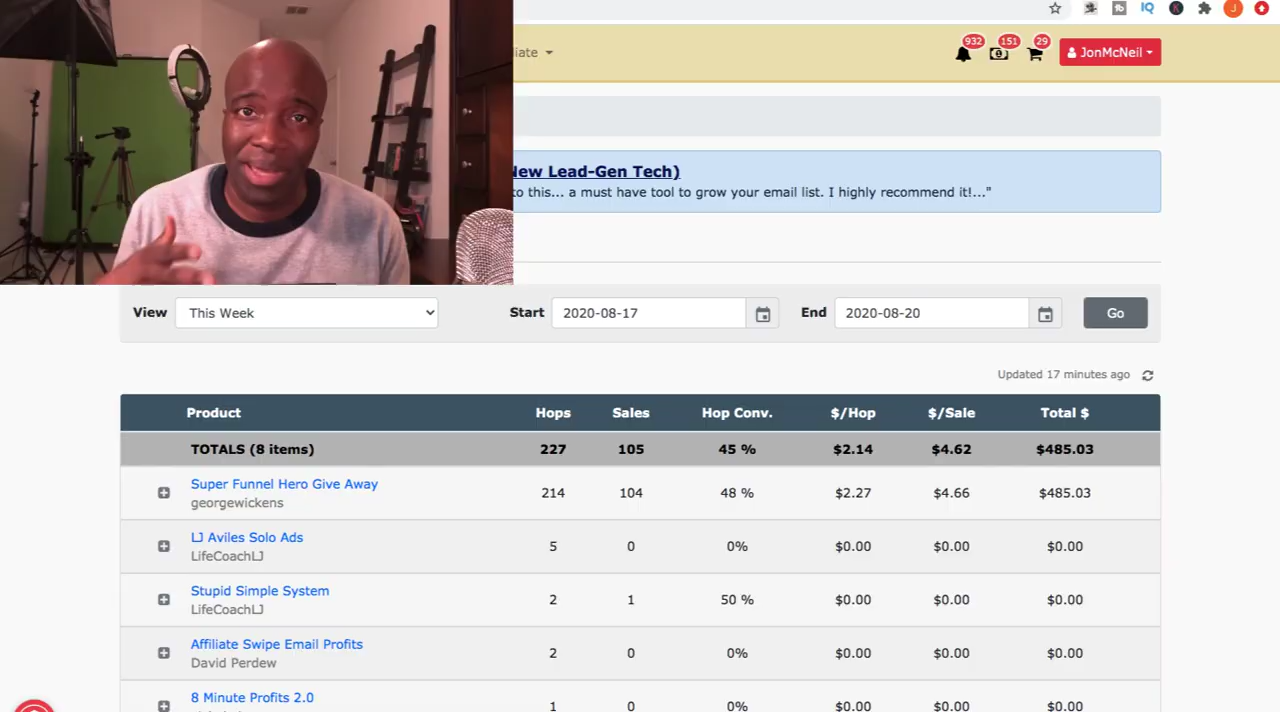 IQ
J
liate
932
151
29
JonMcNeil
New Lead-Gen Tech)
to this... a must have tool to grow your email list. I highly recommend it!..."
View This Week Start 2020-08-17 End 2020-08-20 Go
Updated 17 minutes ago
Product Hops Sales Hop Conv. $/Hop $/Sale Total $
TOTALS (8 items) 227 105 45 % $2.14 $4.62 $485.03
Super Funnel Hero Give Away
georgewickens
214 104 48 % $2.27 $4.66 $485.03
LJ Aviles Solo Ads
LifeCoachLJ
5 0 0% $0.00 $0.00 $0.00
Stupid Simple System
LifeCoachLJ
2 1 50 % $0.00 $0.00 $0.00
Affiliate Swipe Email Profits
David Perdew
2 0 0% $0.00 $0.00 $0.00
8 Minute Profits 2.0
1 0 0% $0.00 $0.00 $0.00